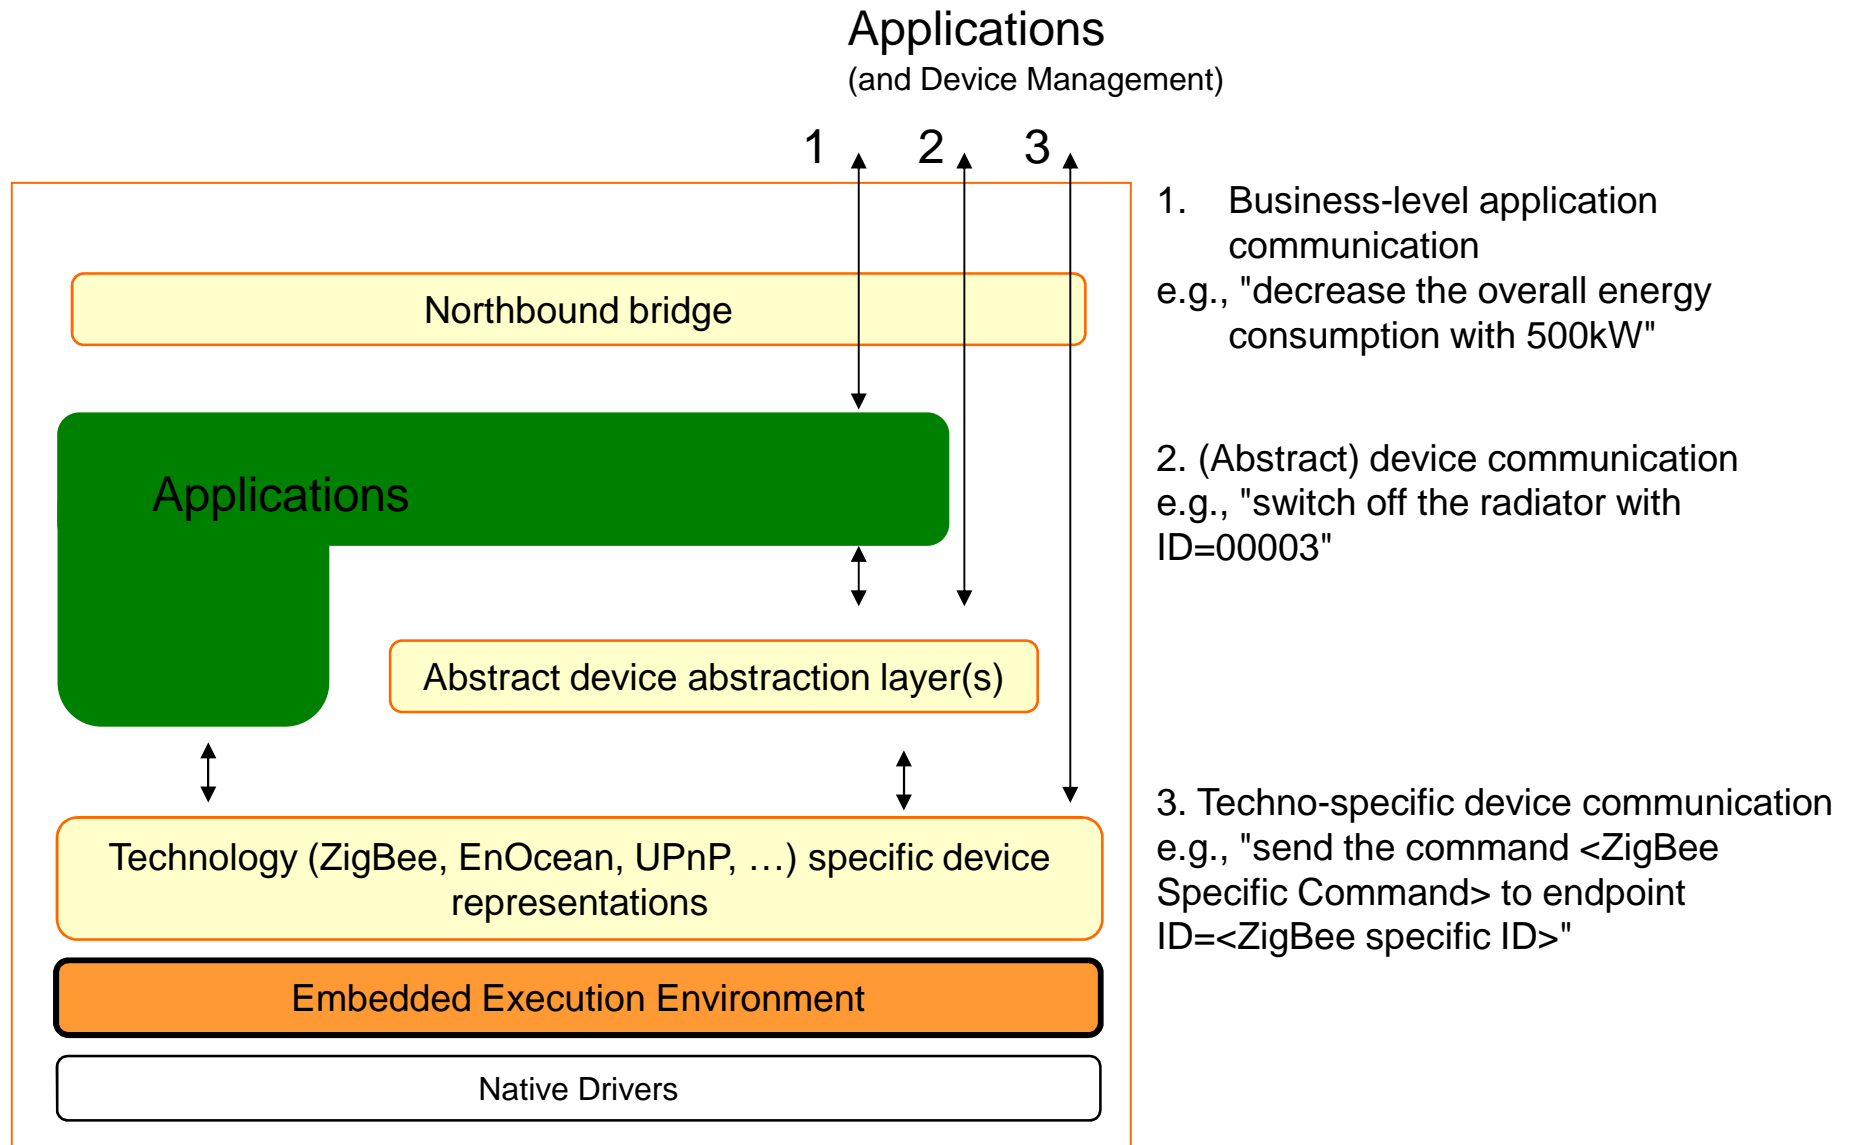 Applications
(and Device Management)
1 2 3
Northbound bridge
Applications
Abstract device abstraction layer(s)
Technology (ZigBee, EnOcean, UPnP, …) specific device
representations
Embedded Execution Environment
Native Drivers
1. Business-level application
communication
e.g., "decrease the overall energy
consumption with 500kW"
2. (Abstract) device communication
e.g., "switch off the radiator with
ID=00003"
3. Techno-specific device communication
e.g., "send the command <ZigBee
Specific Command> to endpoint
ID=<ZigBee specific ID>"